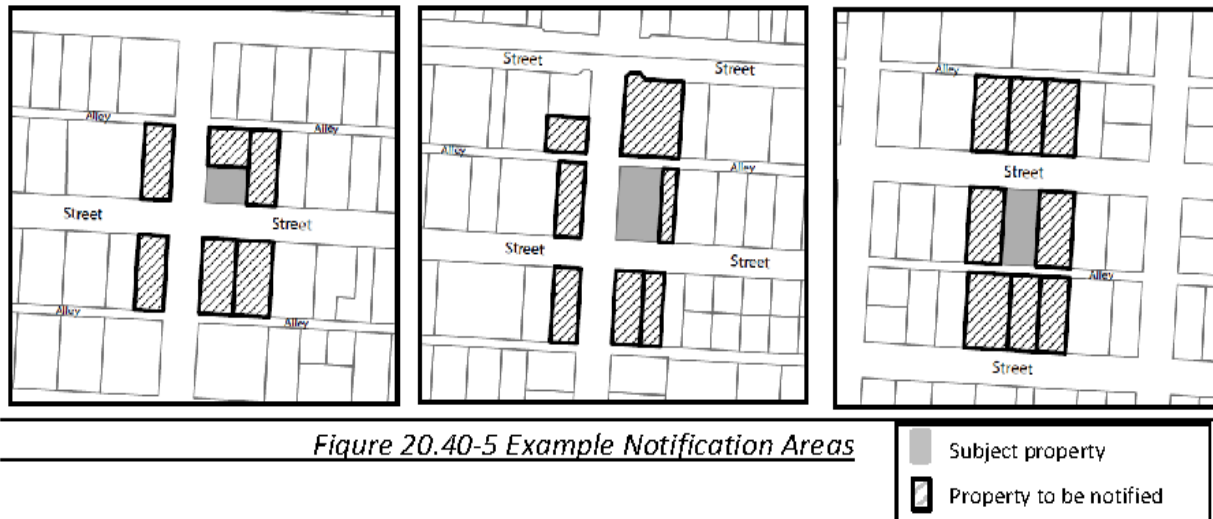 Alley
Alley
Street
Street
Alley
Alley
Street
Street
Alley
Alley
Street
Street
Alley
Street
Alley
Street
Figure 20.40-5 Example Notification Areas
Subject property
Property to be notified